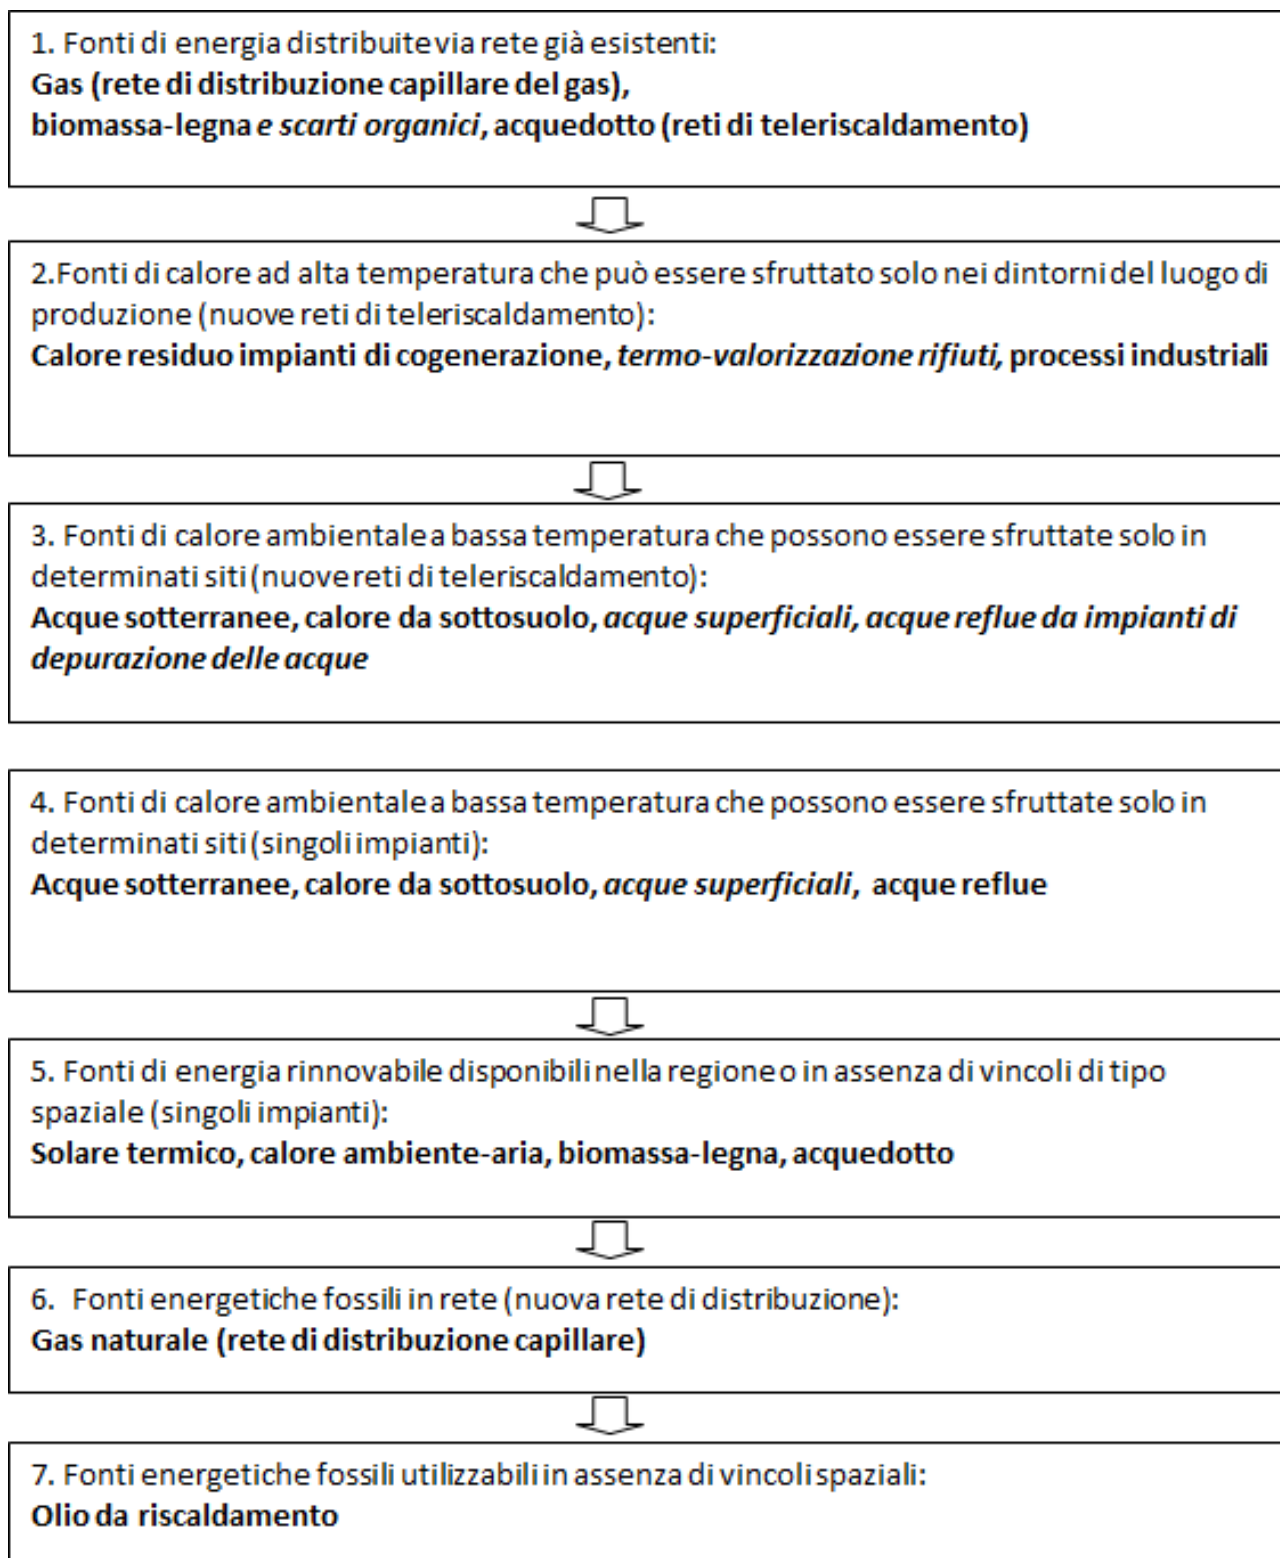 1. Fonti di energia distribuite via rete già esistenti:
Gas (rete di distribuzione capillare del gas),
biomassa-legna e scarti organici, acquedotto (reti di teleriscaldamento)
2.Fonti di calore ad alta temperatura che può essere sfruttato solo nei dintorni del luogo di
produzione (nuove reti di teleriscaldamento):
Calore residuo impianti di cogenerazione, termo-valorizzazione rifiuti, processi industriali
3. Fonti di calore ambientale a bassa temperatura che possono essere sfruttate solo in
determinati siti (nuove reti di teleriscaldamento):
Acque sotterranee, calore da sottosuolo, acque superficiali, acque reflue da impianti di
depurazione delle acque
4. Fonti di calore ambientale a bassa temperatura che possono essere sfruttate solo in
determinati siti (singoli impianti):
Acque sotterranee, calore da sottosuolo, acque superficiali, acque reflue
5. Fonti di energia rinnovabile disponibili nella regione o in assenza di vincoli di tipo
spaziale (singoli impianti):
Solare termico, calore ambiente-aria, biomassa-legna, acquedotto
6. Fonti energetiche fossili in rete (nuova rete di distribuzione):
Gas naturale (rete di distribuzione capillare)
7. Fonti energetiche fossili utilizzabili in assenza di vincoli spaziali:
Olio da riscaldamento